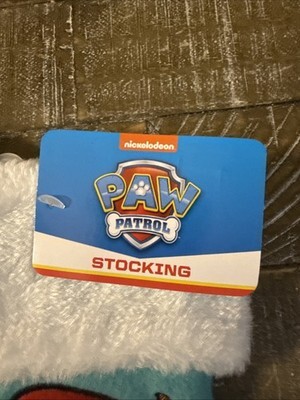 nickelodeon
PAW
PATROL
STOCKING